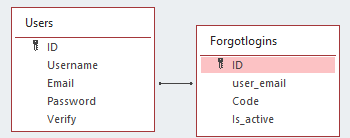 Users
ID
Username
Email
Password
Verify
Forgotlogins
ID
user_email
Code
Is_active